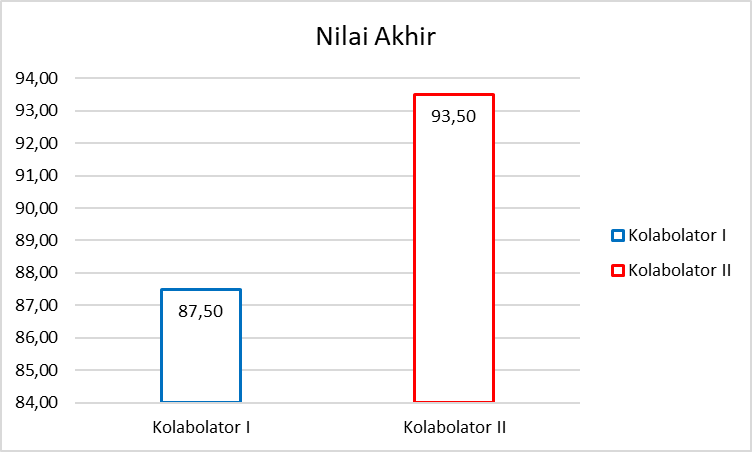 Nilai Akhir
94,00
93,00
92,00
91,00
90,00
89,00
88,00
87,00
86,00
85,00
84,00
87,50
93,50
Kolabolator I
Kolabolator II
Kolabolator I
Kolabolator II